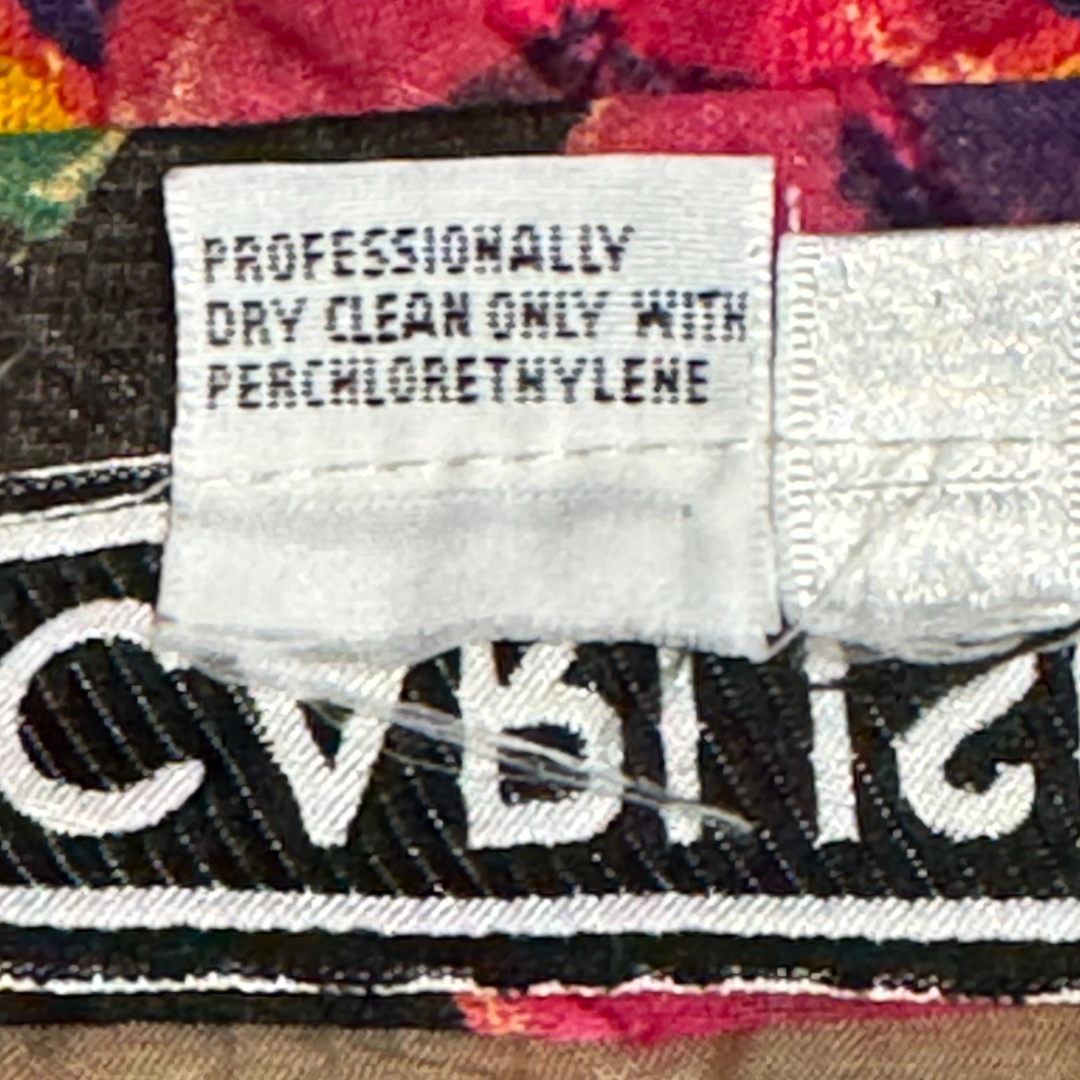 PROFESSIONALLY
DRY CLEAN ONLY WITH
PERCHLORETHYLENE